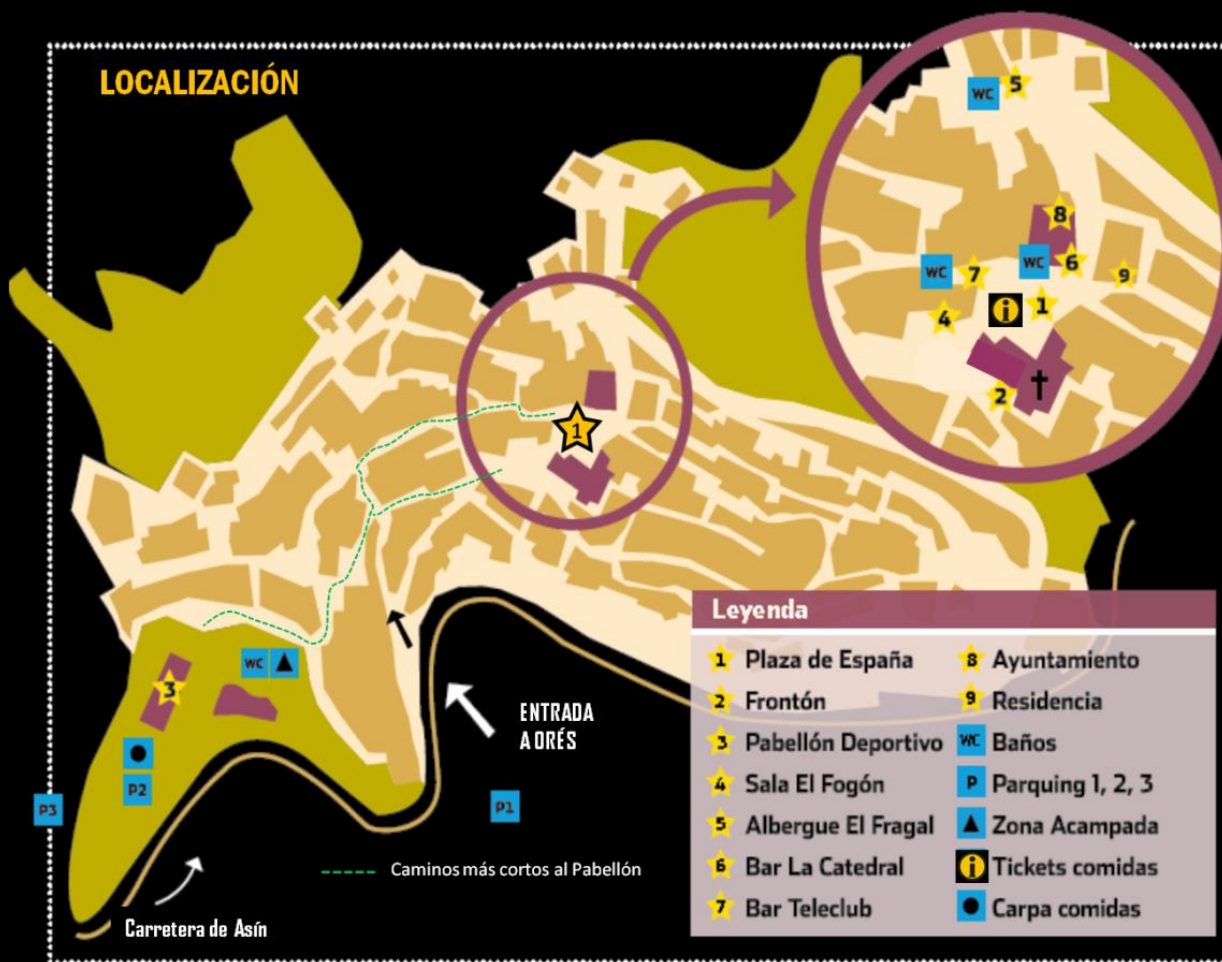 LOCALIZACIÓN
WC
5
8
WC
WC
6
7
9
4
1
2
1
3
WC
P2
P3
P1
ENTRADA
A ORÉS
Caminos más cortos al Pabellón
Carretera de Asín
Leyenda
1 Plaza de España
2 Frontón
3 Pabellón Deportivo
4 Sala El Fogón
5 Albergue El Fragal
6 Bar La Catedral
7 Bar Teleclub
8 Ayuntamiento
9 Residencia
WC Baños
P Parquing 1, 2, 3
Zona Acampada
i Tickets comidas
Carpa comidas